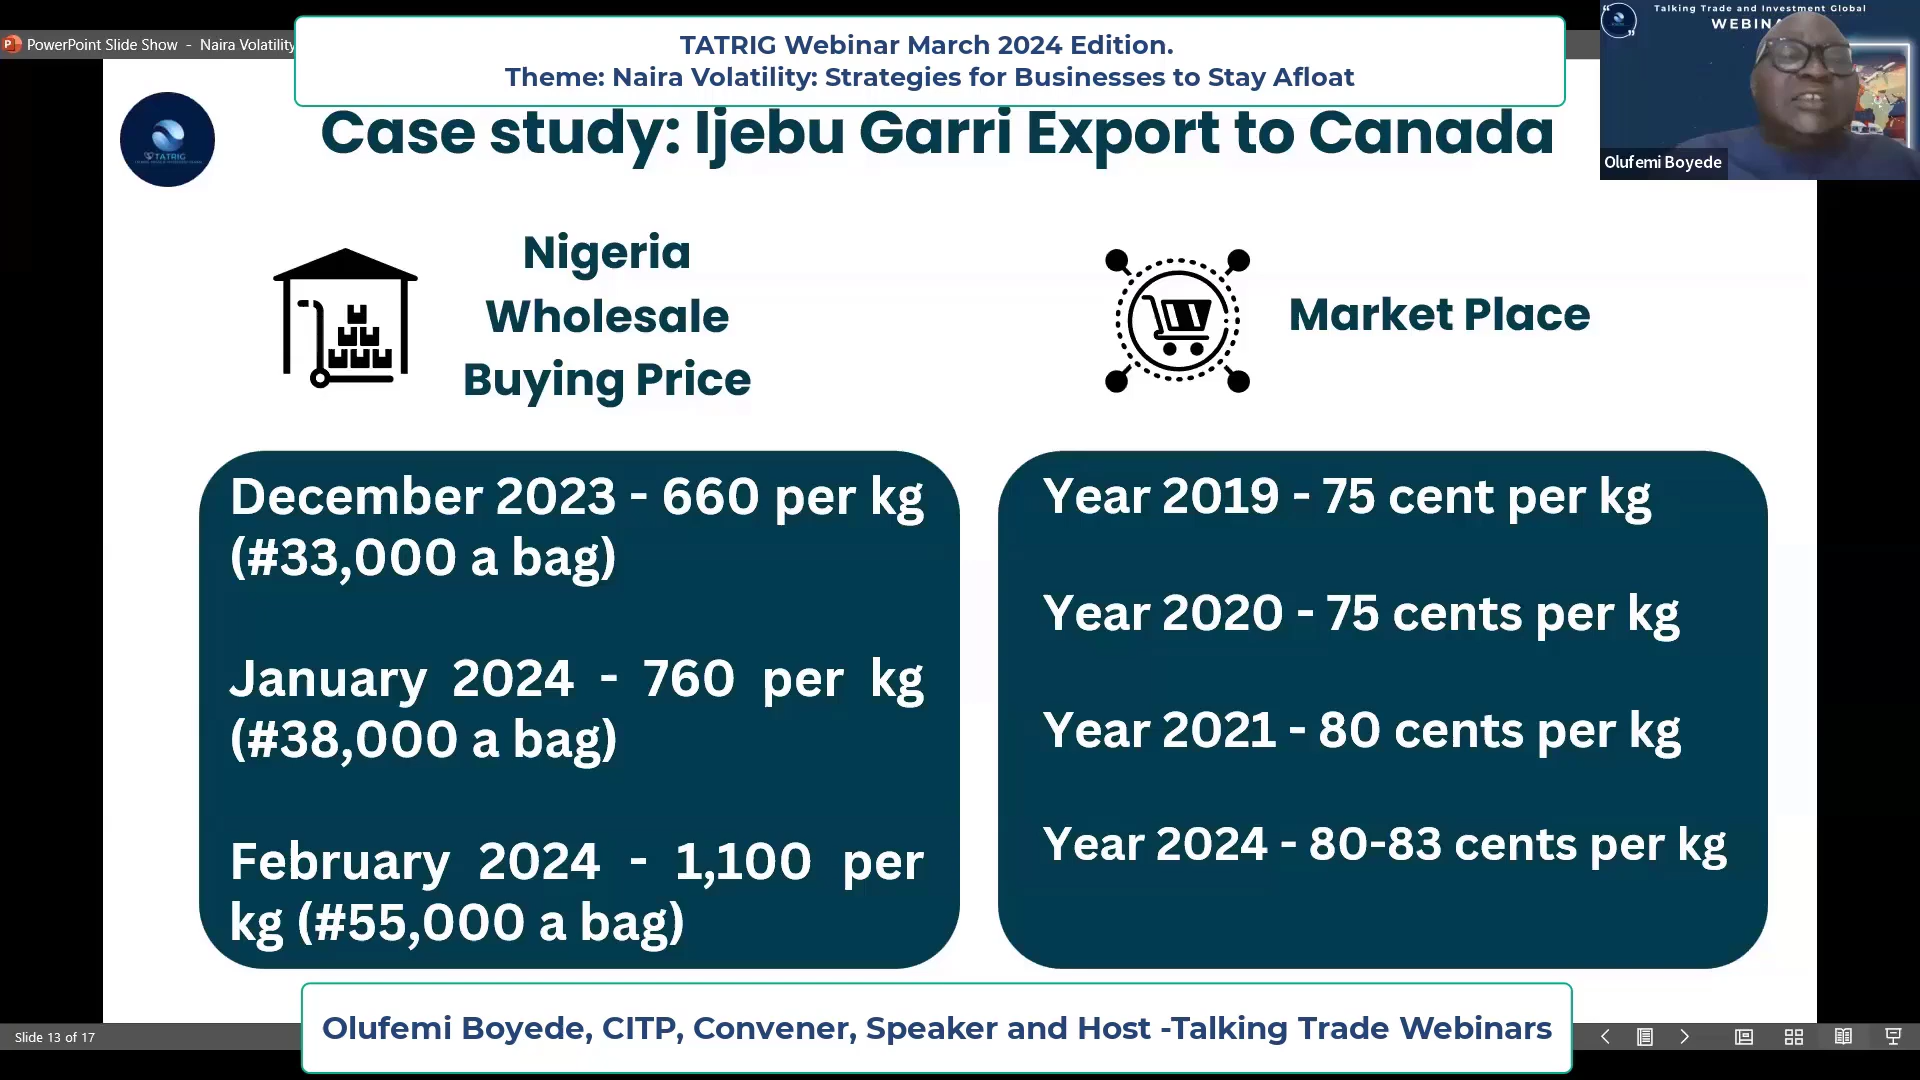 PowerPoint Slide Show - Naira Volatility
TATRIG Webinar March 2024 Edition.
Theme: Naira Volatility: Strategies for Businesses to Stay Afloat
Talking Trade and Investment Global
WEBINA
Olufemi Boyede
TATRIG
Case study: Ijebu Garri Export to Canada
Nigeria
Wholesale
Buying Price
Market Place
December 2023 - 660 per kg
(#33,000 a bag)
January 2024 - 760 per kg
(#38,000 a bag)
February 2024 - 1,100 per
kg (#55,000 a bag)
Year 2019 - 75 cent per kg
Year 2020 - 75 cents per kg
Year 2021 - 80 cents per kg
Year 2024 - 80-83 cents per kg
Olufemi Boyede, CITP, Convener, Speaker and Host -Talking Trade Webinars
Slide 13 of 17